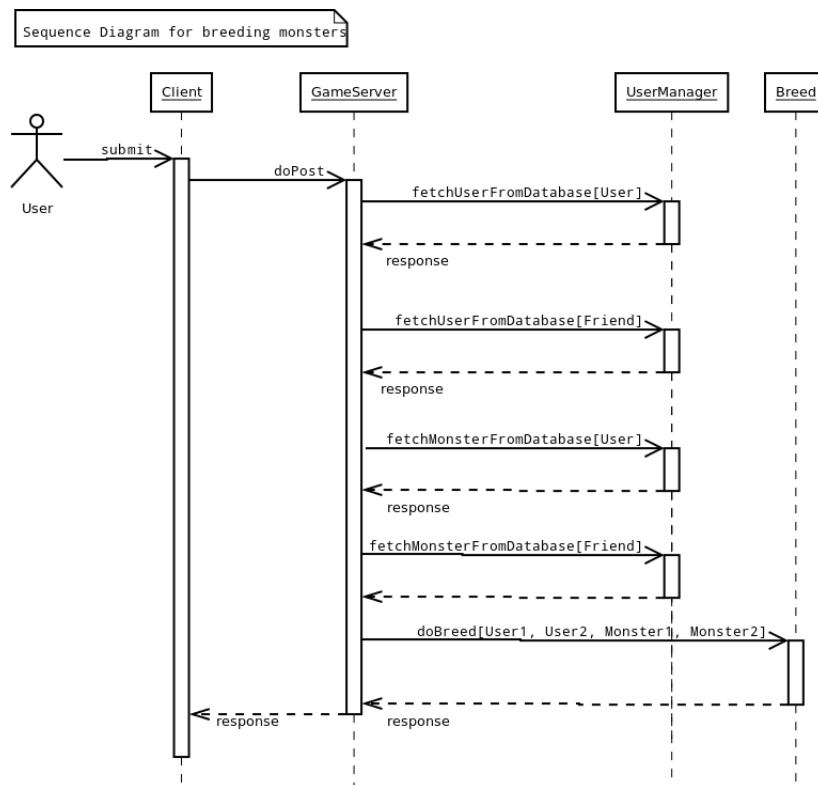 Sequence Diagram for breeding monsters
Client
GameServer
UserManager
Breed
submit
User
doPost
fetchUserFromDatabase[User]
response
fetchUserFromDatabase[Friend]
response
fetchMonsterFromDatabase[User]
response
fetchMonsterFromDatabase[Friend]
doBreed[User1, User2, Monster1, Monster2]
response
response